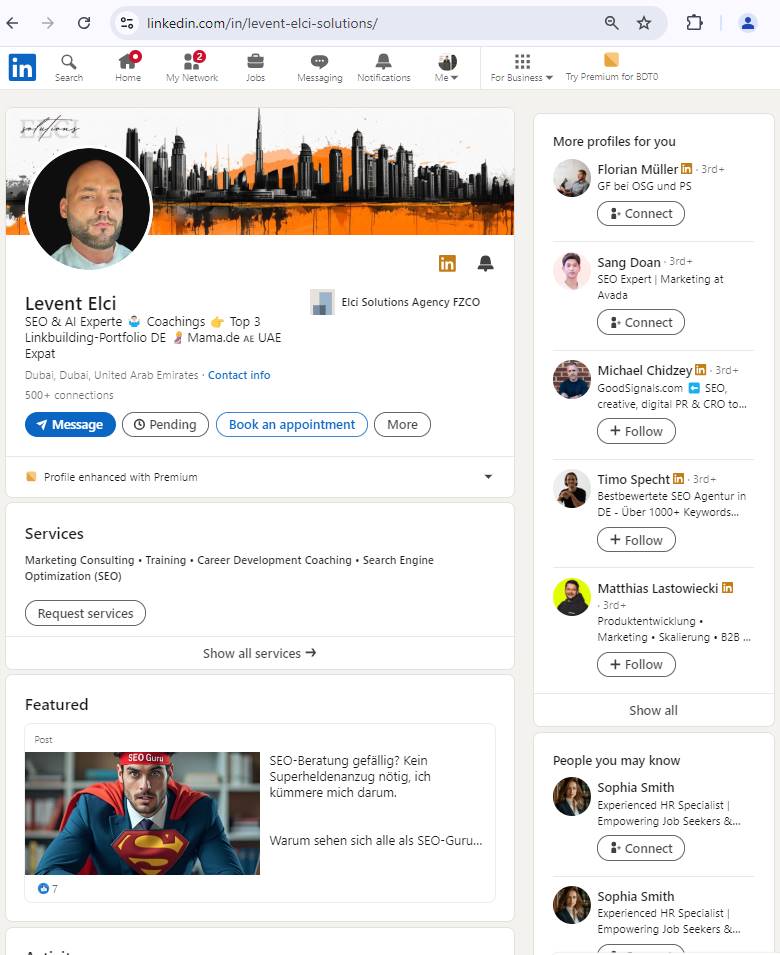 linkedin.com/in/levent-elci-solutions/
in
Search
Home
2
My Network
Jobs
Messaging
Notifications
Me
For Business
Try Premium for BDT0
ELCI
solutions
in
Levent Elci
SEO & AI Experte 🤷🏻‍♂️ Coachings 👉 Top 3
Linkbuilding-Portfolio DE 🤱 Mama.de ᴀᴇ UAE
Expat
Elci Solutions Agency FZCO
Dubai, Dubai, United Arab Emirates · Contact info
500+ connections
Message
Pending
Book an appointment
More
Profile enhanced with Premium
Services
Marketing Consulting • Training • Career Development Coaching • Search Engine
Optimization (SEO)
Request services
Show all services →
Featured
Post
SEO Guru
SEO-Beratung gefällig? Kein
Superheldenanzug nötig, ich
kümmere mich darum.
Warum sehen sich alle als SEO-Guru...
7
More profiles for you
Florian Müller in · 3rd+
GF bei OSG und PS
Connect
Sang Doan · 3rd+
SEO Expert | Marketing at
Avada
Connect
Michael Chidzey in · 3rd+
GoodSignals.com ⬅️ SEO,
creative, digital PR & CRO to...
+ Follow
Timo Specht in · 3rd+
Bestbewertete SEO Agentur in
DE - Über 1000+ Keywords...
+ Follow
Matthias Lastowiecki in
· 3rd+
Produktentwicklung •
Marketing • Skalierung • B2B ...
+ Follow
Show all
People you may know
Sophia Smith
Experienced HR Specialist |
Empowering Job Seekers &...
Connect
Sophia Smith
Experienced HR Specialist |
Empowering Job Seekers &...